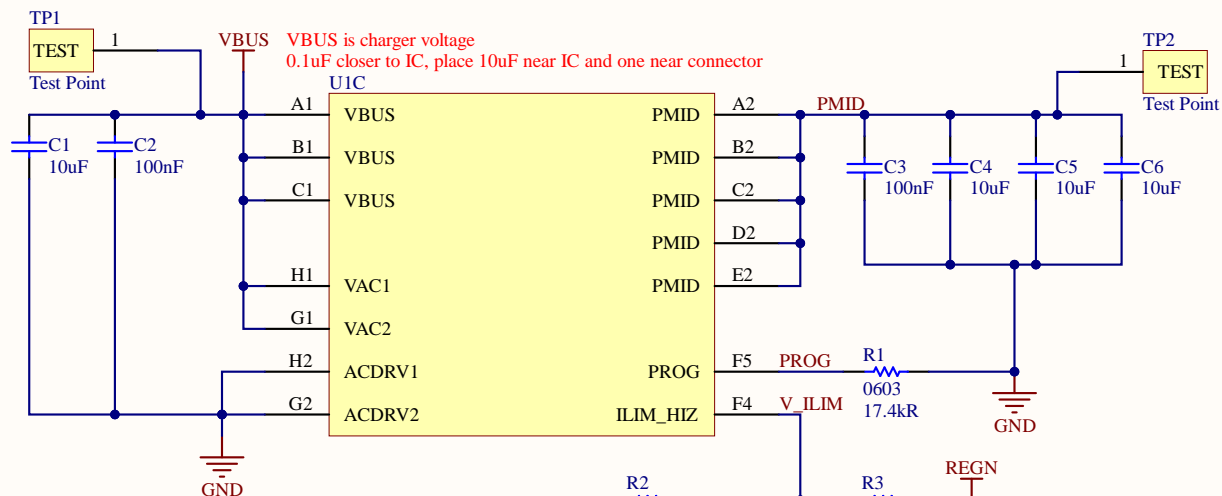 TP1
TEST
1
Test Point
VBUS
VBUS is charger voltage
0.1uF closer to IC, place 10uF near IC and one near connector
U1C
TP2
1
TEST
Test Point
C1
10uF
C2
100nF
A1
VBUS
B1
VBUS
C1
VBUS
H1
VAC1
G1
VAC2
H2
ACDRV1
G2
ACDRV2
PMID
A2
PMID
PMID
B2
PMID
C2
PMID
D2
PMID
E2
PROG
F5
PROG
ILIM_HIZ
F4
V_ILIM
C3
100nF
C4
10uF
C5
10uF
C6
10uF
R1
0603
17.4kR
GND
GND
R2
R3
REGN